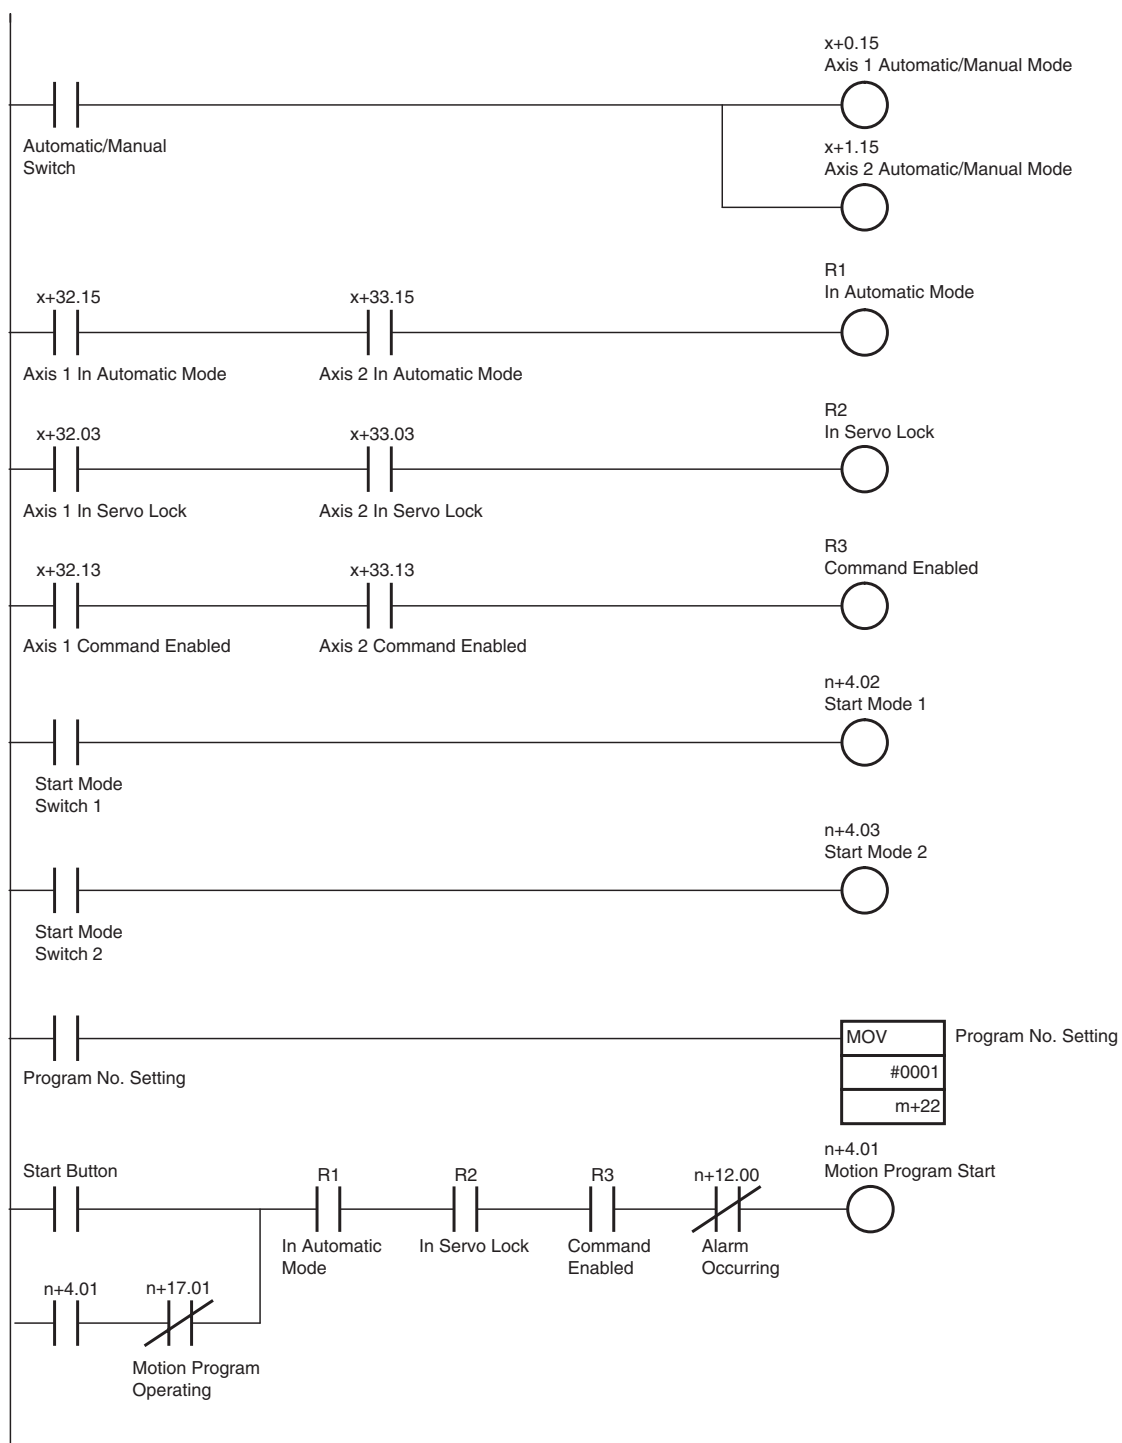 x+0.15
Axis 1 Automatic/Manual Mode
Automatic/Manual
Switch
x+1.15
Axis 2 Automatic/Manual Mode
R1
In Automatic Mode
x+32.15
x+33.15
Axis 1 In Automatic Mode
Axis 2 In Automatic Mode
R2
In Servo Lock
x+32.03
x+33.03
Axis 1 In Servo Lock
Axis 2 In Servo Lock
R3
Command Enabled
x+32.13
x+33.13
Axis 1 Command Enabled
Axis 2 Command Enabled
n+4.02
Start Mode 1
Start Mode
Switch 1
n+4.03
Start Mode 2
Start Mode
Switch 2
MOV
Program No. Setting
#0001
m+22
Program No. Setting
n+4.01
Motion Program Start
Start Button
R1
R2
R3
n+12.00
In Automatic
Mode
In Servo Lock
Command
Enabled
Alarm
Occurring
n+4.01
n+17.01
Motion Program
Operating